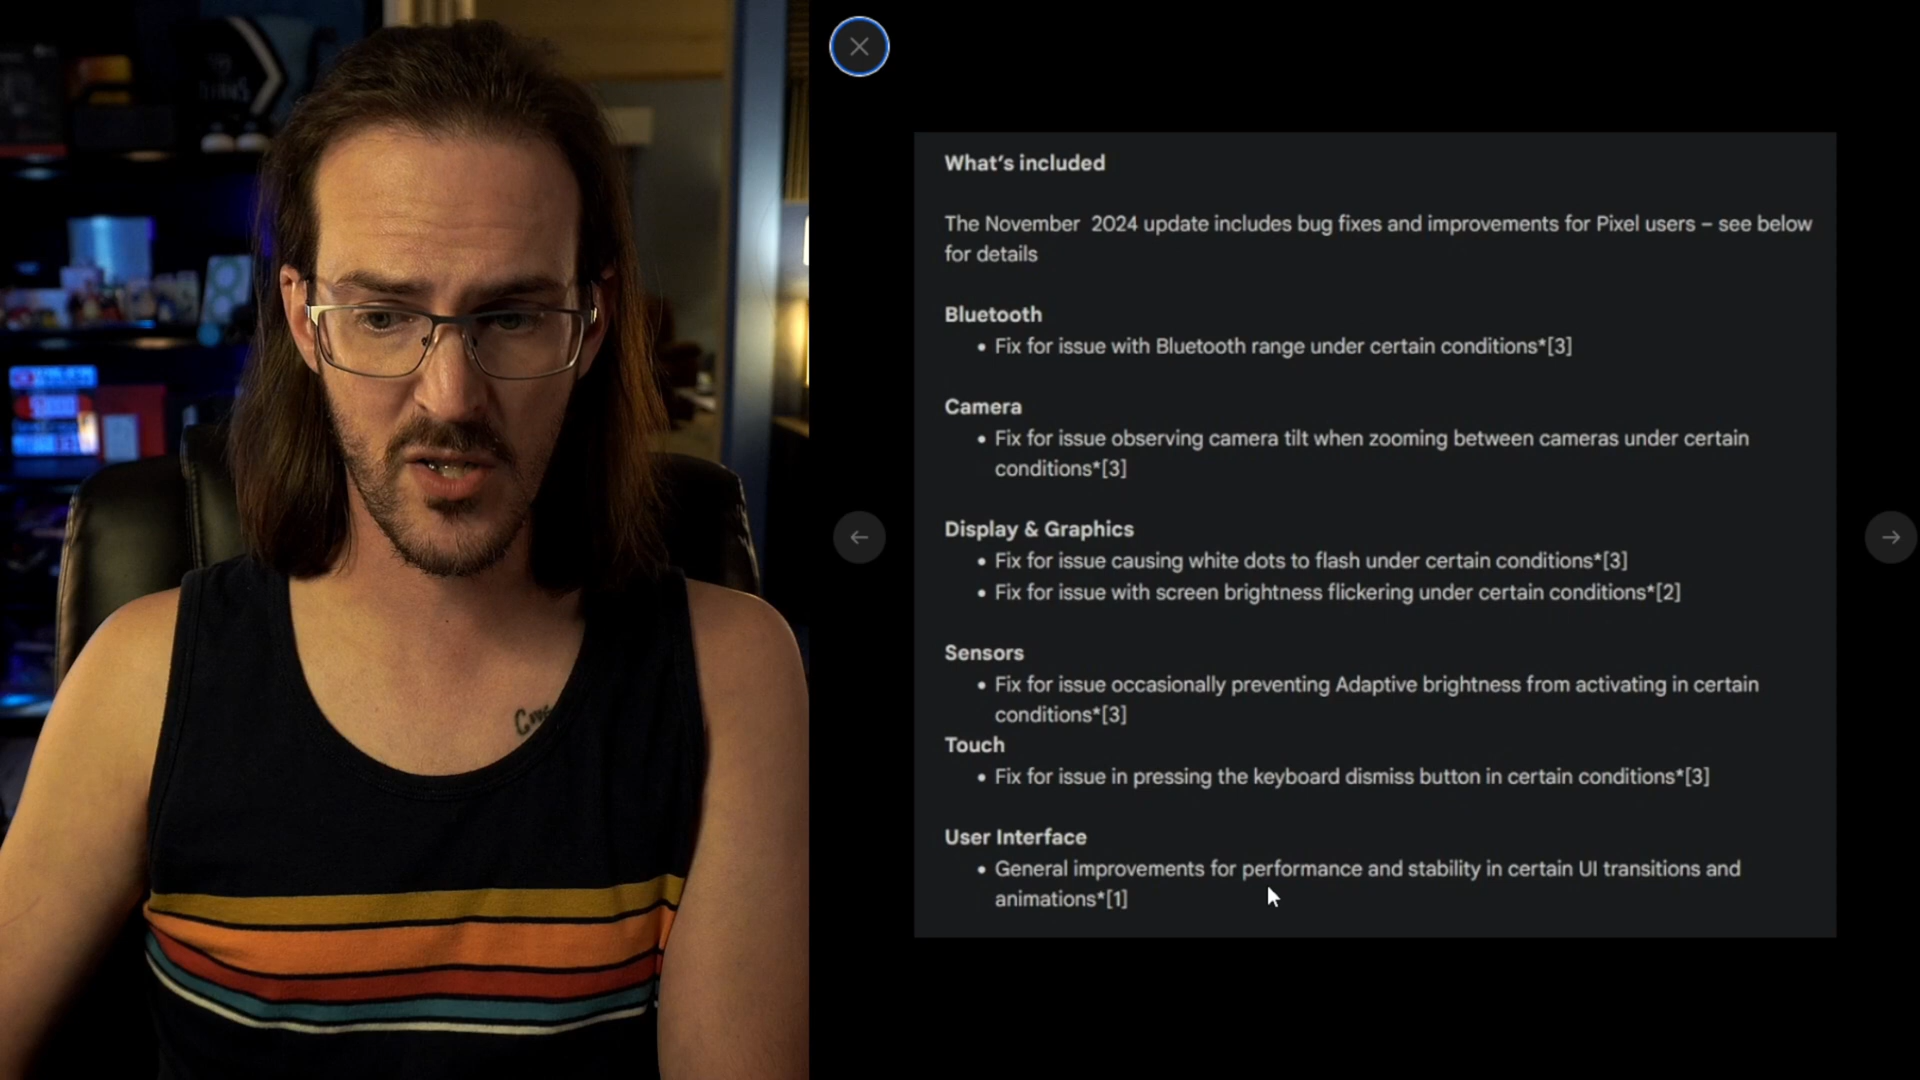 What's included
The November  2024 update includes bug fixes and improvements for Pixel users – see below
for details
Bluetooth
• Fix for issue with Bluetooth range under certain conditions*[3]
Camera
• Fix for issue observing camera tilt when zooming between cameras under certain
conditions*[3]
Display & Graphics
• Fix for issue causing white dots to flash under certain conditions*[3]
• Fix for issue with screen brightness flickering under certain conditions*[2]
Sensors
• Fix for issue occasionally preventing Adaptive brightness from activating in certain
conditions*[3]
Touch
• Fix for issue in pressing the keyboard dismiss button in certain conditions*[3]
User Interface
• General improvements for performance and stability in certain UI transitions and
animations*[1]